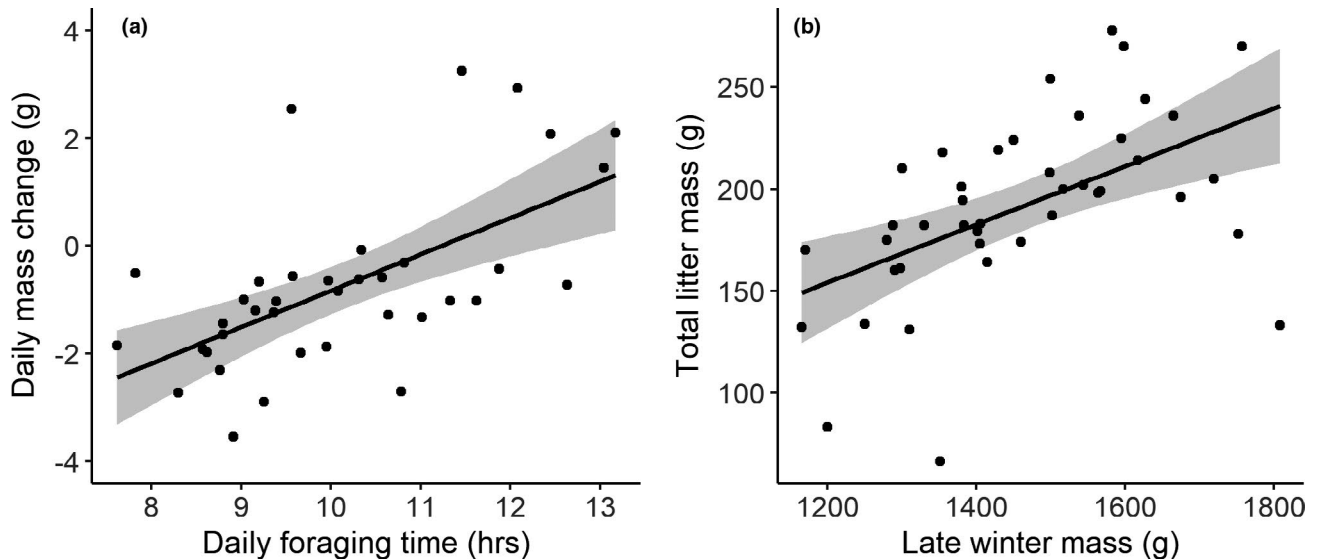 (a)
Daily mass change (g)
4
2
0
-2
-4
8 9 10 11 12 13
Daily foraging time (hrs)
(b)
Total litter mass (g)
250
200
150
100
1200 1400 1600 1800
Late winter mass (g)